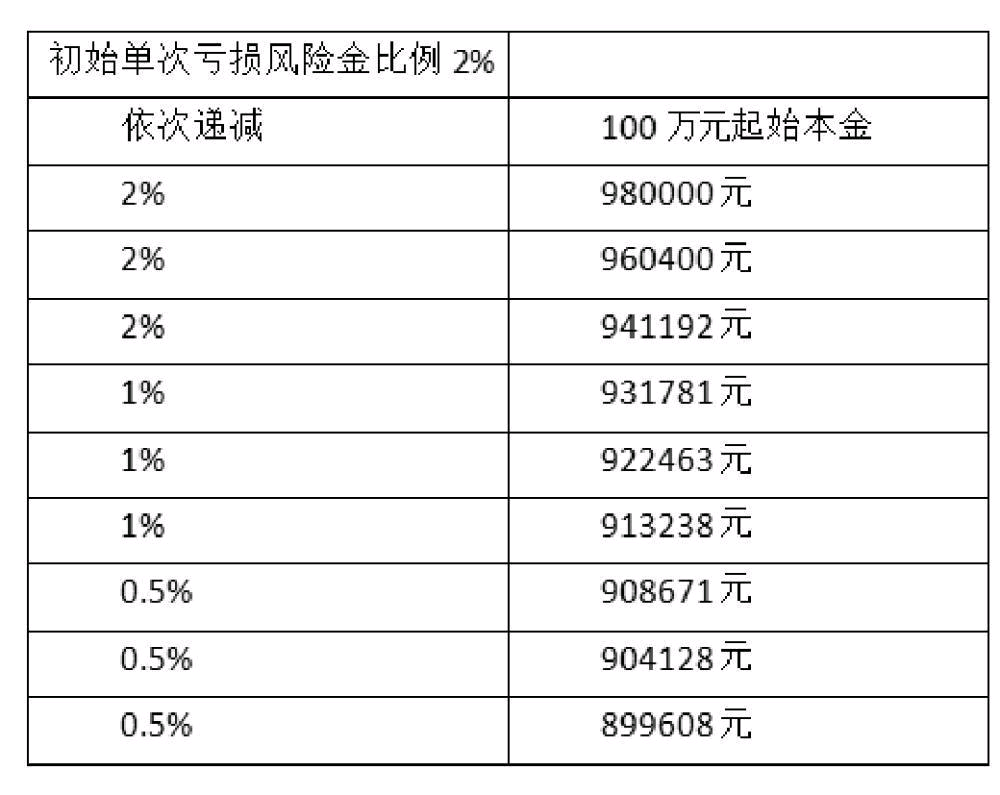 初始单次亏损风险金比例 2%
依次递减 100 万元起始本金
2% 980000 元
2% 960400 元
2% 941192 元
1% 931781 元
1% 922463 元
1% 913238 元
0.5% 908671 元
0.5% 904128 元
0.5% 899608 元